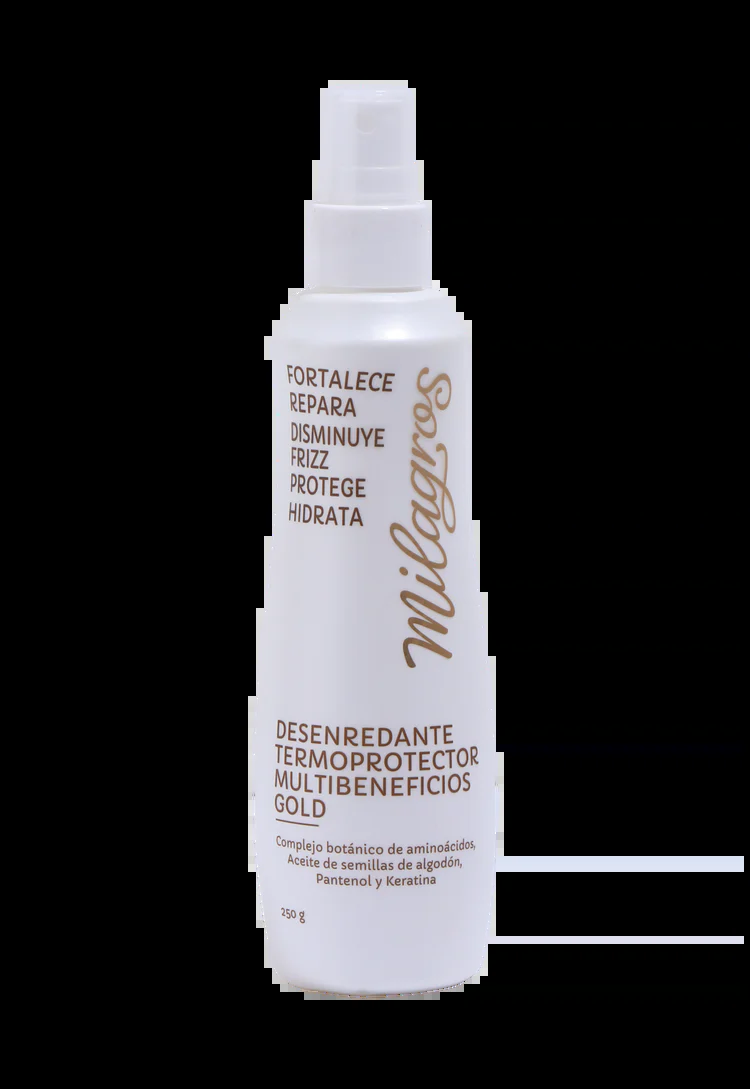 FORTALECE
REPARA
DISMINUYE
FRIZZ
PROTEGE
HIDRATA
Milagros
DESENREDANTE
TERMOPROTECTOR
MULTIBENEFICIOS
GOLD
Complejo botánico de aminoácidos,
Aceite de semillas de algodón,
Pantenol y Keratina
250 g